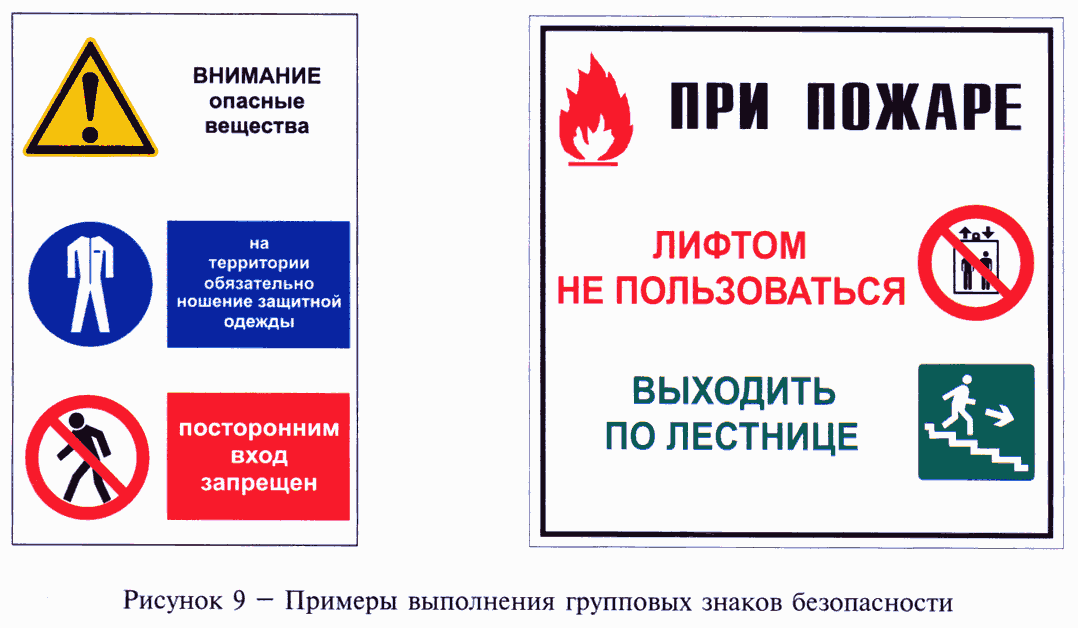 ВНИМАНИЕ
опасные
вещества
на
территории
обязательно
ношение защитной
одежды
посторонним
вход
запрещен
ПРИ ПОЖАРЕ
ЛИФТОМ
НЕ ПОЛЬЗОВАТЬСЯ
ВЫХОДИТЬ
ПО ЛЕСТНИЦЕ
Рисунок 9 — Примеры выполнения групповых знаков безопасности